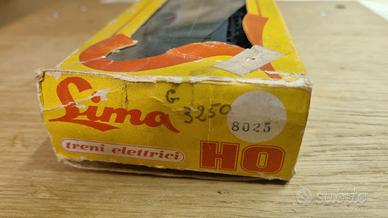 Lima
G
3250
8025
treni elettrici
HO
subito